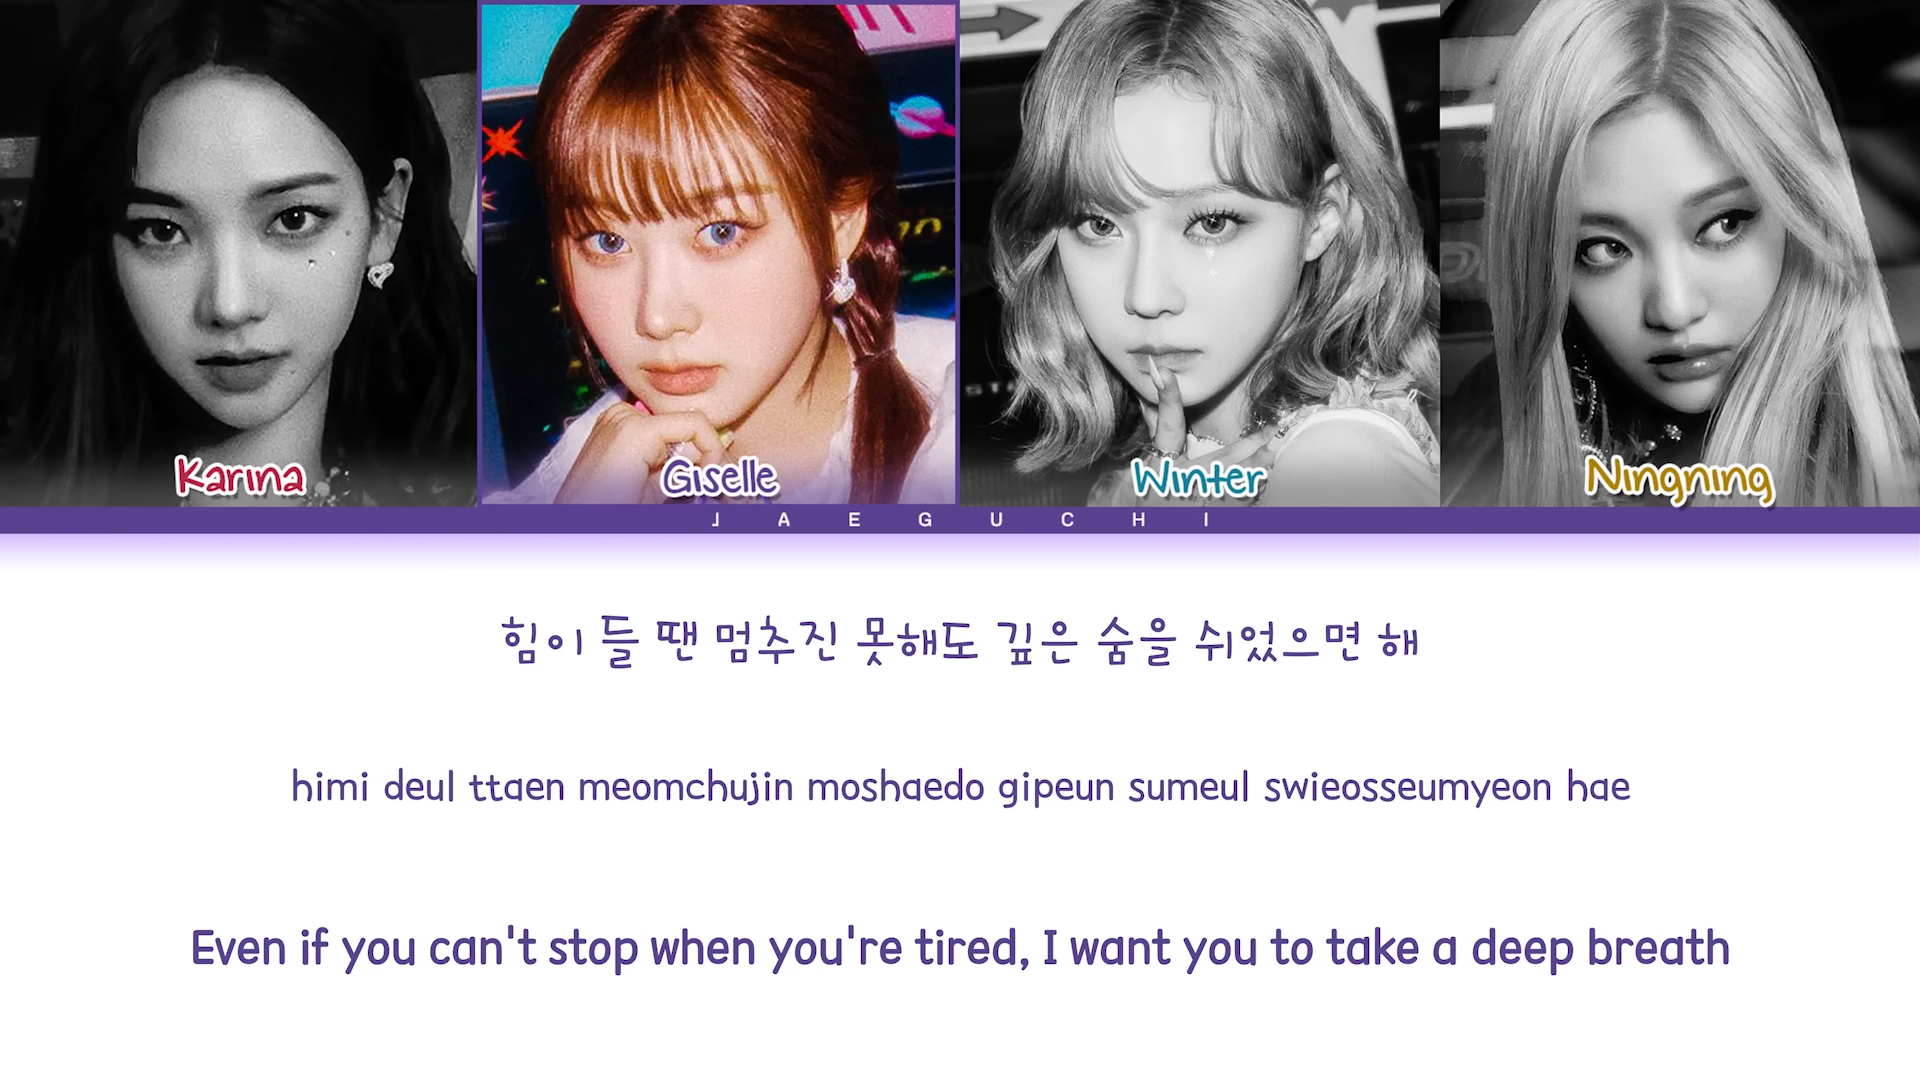 Karina
Giselle
Winter
Ningning
JAEGUCHI
힘이 들 땐 멈추진 못해도 깊은 숨을 쉬었으면 해
himi deul ttaen meomchujin moshaedo gipeun sumeul swieosseumyeon hae
Even if you can't stop when you're tired, I want you to take a deep breath